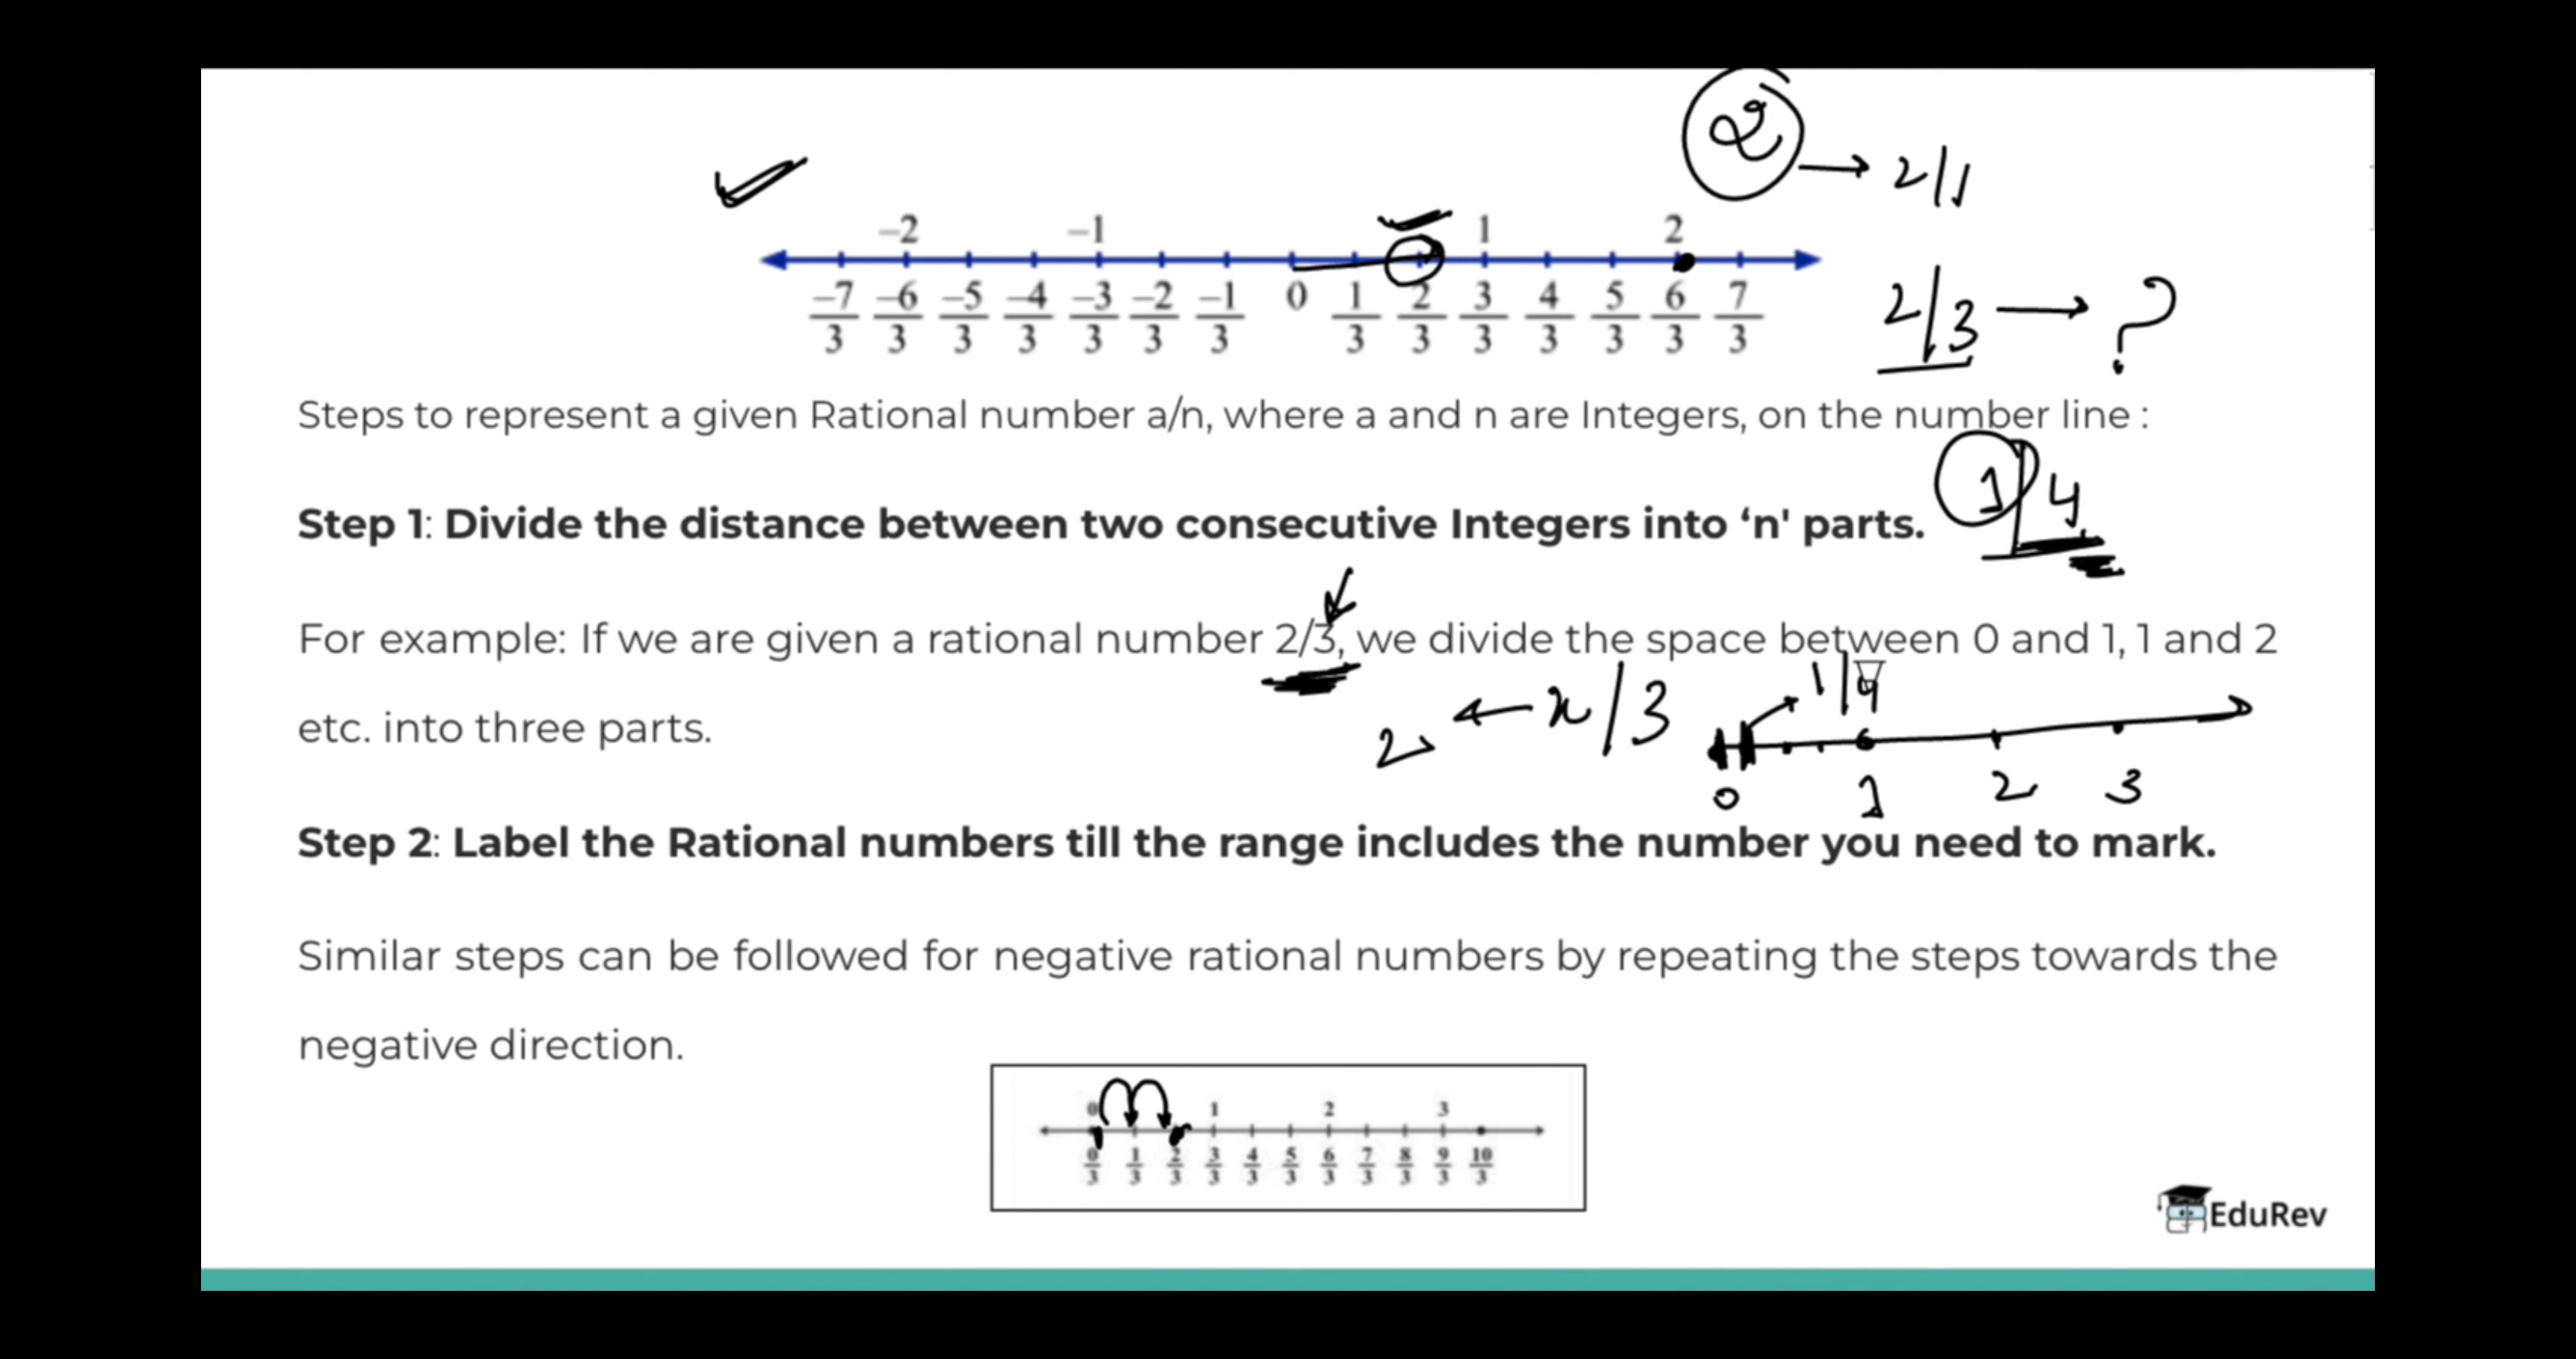 2 → 2/1
-2 -1 1 2
-7/3 -6/3 -5/3 -4/3 -3/3 -2/3 -1/3 0 1/3 2/3 3/3 4/3 5/3 6/3 7/3
2/3 → ?
Steps to represent a given Rational number a/n, where a and n are Integers, on the number line :
1/4
Step 1: Divide the distance between two consecutive Integers into ‘n' parts.
For example: If we are given a rational number 2/3, we divide the space between 0 and 1, 1 and 2
etc. into three parts.
2 ← x/3
1/4
0 1 2 3
Step 2: Label the Rational numbers till the range includes the number you need to mark.
Similar steps can be followed for negative rational numbers by repeating the steps towards the
negative direction.
0 1 2 3
0/3 1/3 2/3 3/3 4/3 5/3 6/3 7/3 8/3 9/3 10/3
EduRev